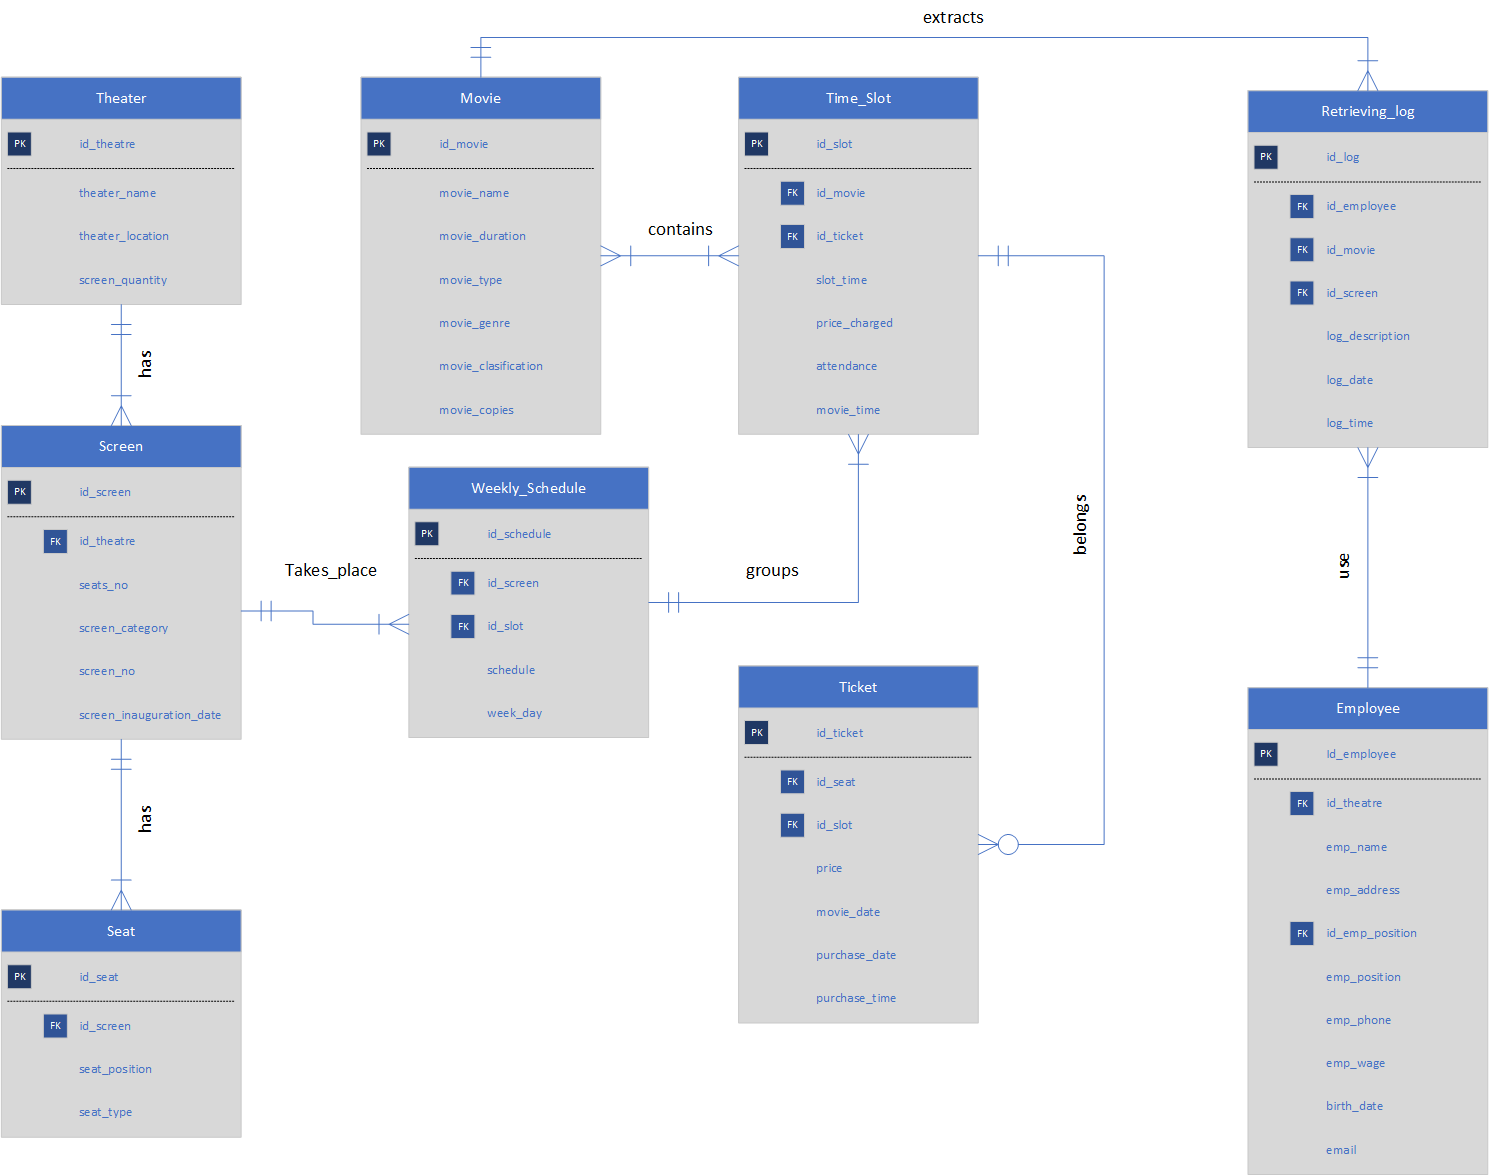 extracts
Theater
PK id_theatre
theater_name
theater_location
screen_quantity
Movie
PK id_movie
movie_name
movie_duration
movie_type
movie_genre
movie_clasification
movie_copies
contains
Time_Slot
PK id_slot
FK id_movie
FK id_ticket
slot_time
price_charged
attendance
movie_time
Retrieving_log
PK id_log
FK id_employee
FK id_movie
FK id_screen
log_description
log_date
log_time
has
Screen
PK id_screen
FK id_theatre
seats_no
screen_category
screen_no
screen_inauguration_date
Takes_place
Weekly_Schedule
PK id_schedule
FK id_screen
FK id_slot
schedule
week_day
groups
belongs
use
Ticket
PK id_ticket
FK id_seat
FK id_slot
price
movie_date
purchase_date
purchase_time
Employee
PK Id_employee
FK id_theatre
emp_name
emp_address
FK id_emp_position
emp_position
emp_phone
emp_wage
birth_date
email
has
Seat
PK id_seat
FK id_screen
seat_position
seat_type